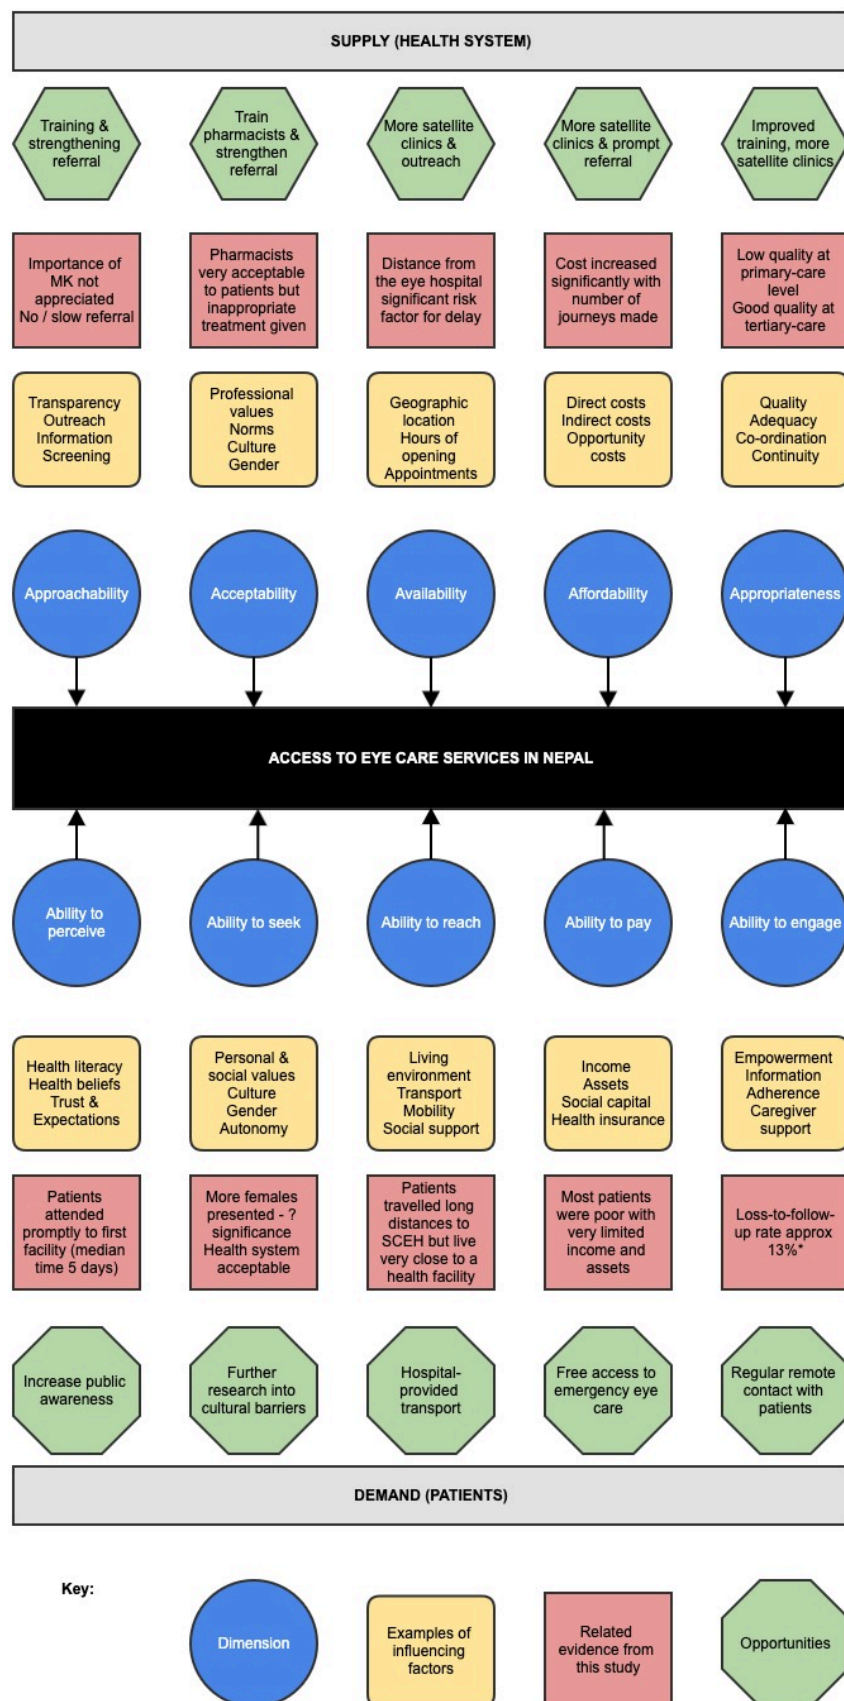 SUPPLY (HEALTH SYSTEM)
Training &
strengthening
referral
Train
pharmacists &
strengthen
referral
More satellite
clinics &
outreach
More satellite
clinics & prompt
referral
Improved
training, more
satellite clinics
Importance of
MK not
appreciated
No / slow referral
Pharmacists
very acceptable
to patients but
inappropriate
treatment given
Distance from
the eye hospital
significant risk
factor for delay
Cost increased
significantly with
number of
journeys made
Low quality at
primary-care
level
Good quality at
tertiary-care
Transparency
Outreach
Information
Screening
Professional
values
Norms
Culture
Gender
Geographic
location
Hours of
opening
Appointments
Direct costs
Indirect costs
Opportunity
costs
Quality
Adequacy
Co-ordination
Continuity
Approachability
Acceptability
Availability
Affordability
Appropriateness
ACCESS TO EYE CARE SERVICES IN NEPAL
Ability to
perceive
Ability to seek
Ability to reach
Ability to pay
Ability to engage
Health literacy
Health beliefs
Trust &
Expectations
Personal &
social values
Culture
Gender
Autonomy
Living
environment
Transport
Mobility
Social support
Income
Assets
Social capital
Health insurance
Empowerment
Information
Adherence
Caregiver
support
Patients
attended
promptly to first
facility (median
time 5 days)
More females
presented - ?
significance
Health system
acceptable
Patients
travelled long
distances to
SCEH but live
very close to a
health facility
Most patients
were poor with
very limited
income and
assets
Loss-to-follow-
up rate approx
13%*
Increase public
awareness
Further
research into
cultural barriers
Hospital-
provided
transport
Free access to
emergency eye
care
Regular remote
contact with
patients
DEMAND (PATIENTS)
Key:
Dimension
Examples of
influencing
factors
Related
evidence from
this study
Opportunities